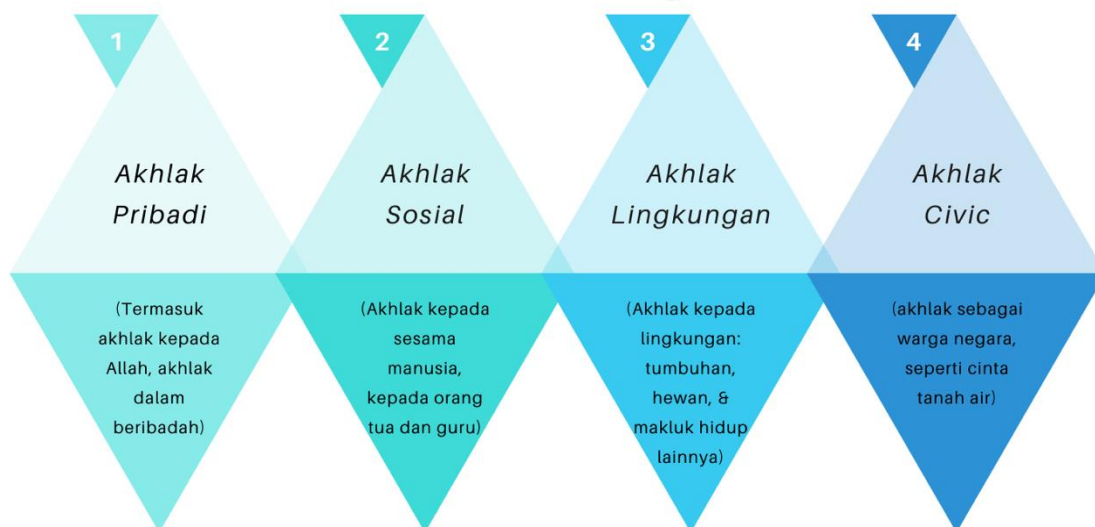 1
Akhlak
Pribadi
(Termasuk
akhlak kepada
Allah, akhlak
dalam
beribadah)
2
Akhlak
Sosial
(Akhlak kepada
sesama
manusia,
kepada orang
tua dan guru)
3
Akhlak
Lingkungan
(Akhlak kepada
lingkungan:
tumbuhan,
hewan, &
makluk hidup
lainnya)
4
Akhlak
Civic
(akhlak sebagai
warga negara,
seperti cinta
tanah air)